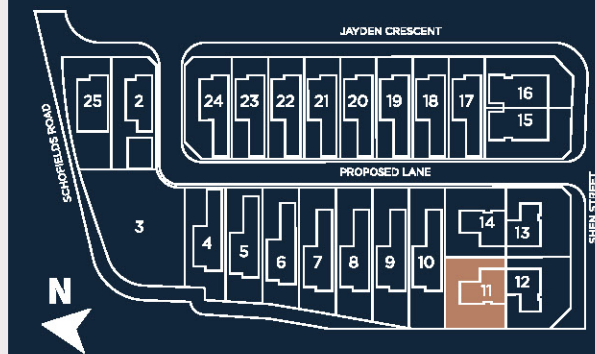 JAYDEN CRESCENT
25 2 24 23 22 21 20 19 18 17 16
15
SCHOFIELDS ROAD
PROPOSED LANE
SHEN STREET
3 4 5 6 7 8 9 10 14 13
11 12
N